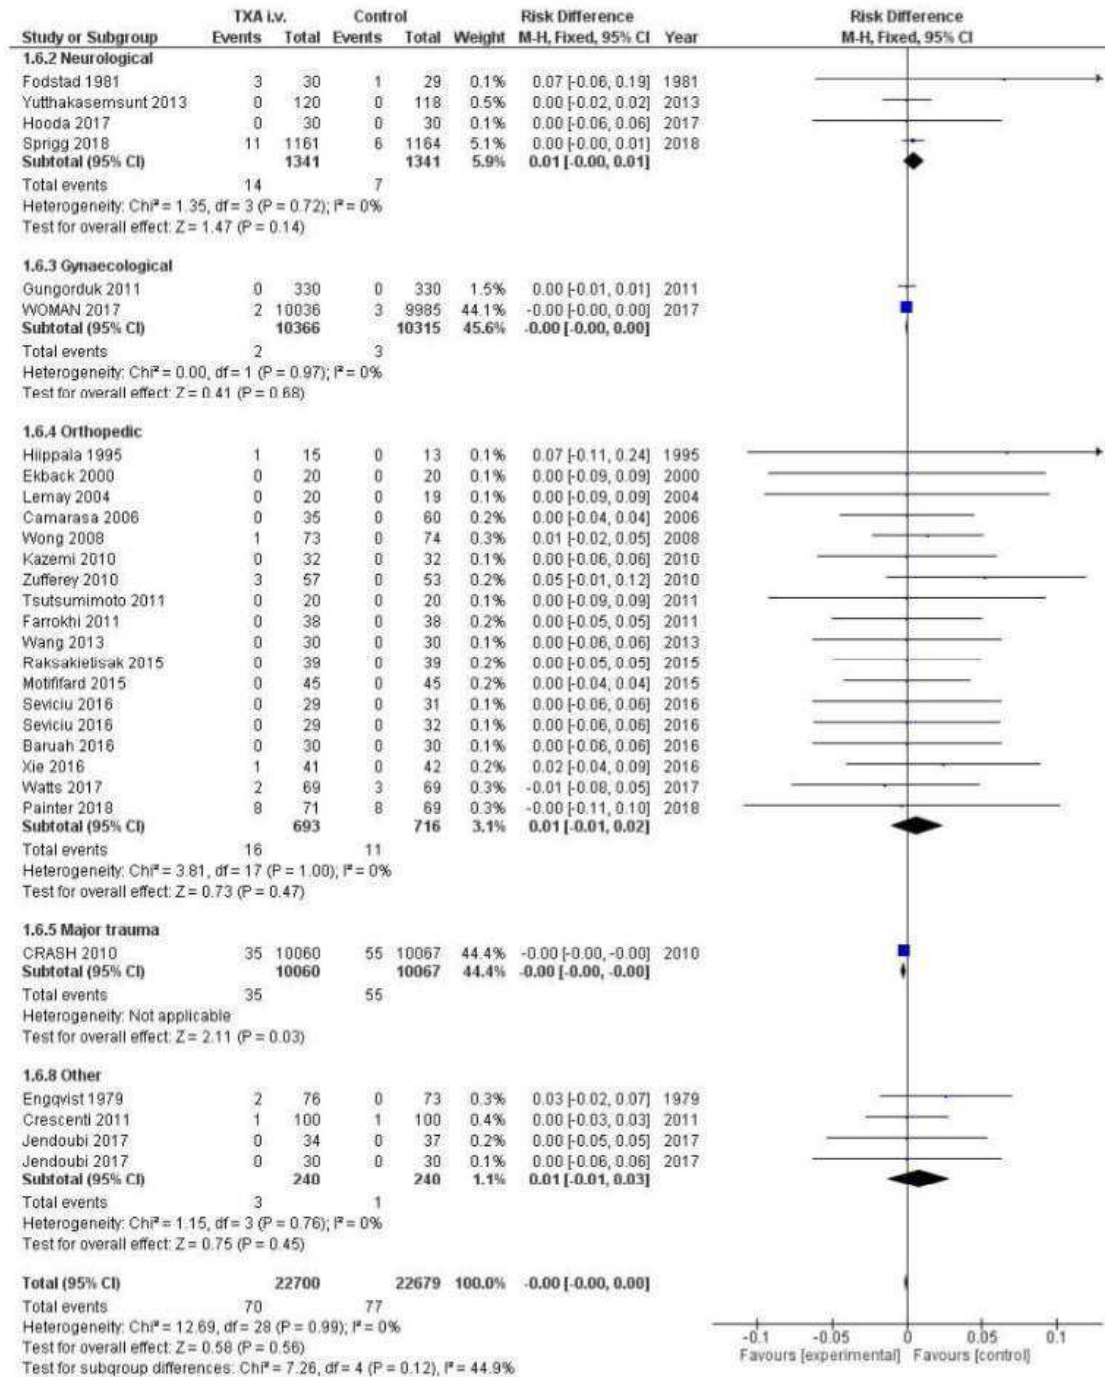 TXA i.v. Control Risk Difference Risk Difference
Study or Subgroup Events Total Events Total Weight M-H, Fixed, 95% CI Year M-H, Fixed, 95% CI
1.6.2 Neurological
Fodstad 1981 3 30 1 29 0.1% 0.07 [-0.06, 0.19] 1981
Yutthakasemsunt 2013 0 120 0 118 0.5% 0.00 [-0.02, 0.02] 2013
Hooda 2017 0 30 0 30 0.1% 0.00 [-0.06, 0.06] 2017
Sprigg 2018 11 1161 6 1164 5.1% 0.00 [-0.00, 0.01] 2018
Subtotal (95% CI) 1341 1341 5.9% 0.01 [-0.00, 0.01]
Total events 14 7
Heterogeneity: Chi² = 1.35, df = 3 (P = 0.72); I² = 0%
Test for overall effect: Z = 1.47 (P = 0.14)
1.6.3 Gynaecological
Gungorduk 2011 0 330 0 330 1.5% 0.00 [-0.01, 0.01] 2011
WOMAN 2017 2 10036 3 9985 44.1% -0.00 [-0.00, 0.00] 2017
Subtotal (95% CI) 10366 10315 45.6% -0.00 [-0.00, 0.00]
Total events 2 3
Heterogeneity: Chi² = 0.00, df = 1 (P = 0.97); I² = 0%
Test for overall effect: Z = 0.41 (P = 0.68)
1.6.4 Orthopedic
Hiippala 1995 1 15 0 13 0.1% 0.07 [-0.11, 0.24] 1995
Ekback 2000 0 20 0 20 0.1% 0.00 [-0.09, 0.09] 2000
Lemay 2004 0 20 0 19 0.1% 0.00 [-0.09, 0.09] 2004
Camarasa 2006 0 35 0 60 0.2% 0.00 [-0.04, 0.04] 2006
Wong 2008 1 73 0 74 0.3% 0.01 [-0.02, 0.05] 2008
Kazemi 2010 0 32 0 32 0.1% 0.00 [-0.06, 0.06] 2010
Zufferey 2010 3 57 0 53 0.2% 0.05 [-0.01, 0.12] 2010
Tsutsumimoto 2011 0 20 0 20 0.1% 0.00 [-0.09, 0.09] 2011
Farrokhi 2011 0 38 0 38 0.2% 0.00 [-0.05, 0.05] 2011
Wang 2013 0 30 0 30 0.1% 0.00 [-0.06, 0.06] 2013
Raksakietisak 2015 0 39 0 39 0.2% 0.00 [-0.05, 0.05] 2015
Motififard 2015 0 45 0 45 0.2% 0.00 [-0.04, 0.04] 2015
Seviciu 2016 0 29 0 31 0.1% 0.00 [-0.06, 0.06] 2016
Seviciu 2016 0 29 0 32 0.1% 0.00 [-0.06, 0.06] 2016
Baruah 2016 0 30 0 30 0.1% 0.00 [-0.06, 0.06] 2016
Xie 2016 1 41 0 42 0.2% 0.02 [-0.04, 0.09] 2016
Watts 2017 2 69 3 69 0.3% -0.01 [-0.08, 0.05] 2017
Painter 2018 8 71 8 69 0.3% -0.00 [-0.11, 0.10] 2018
Subtotal (95% CI) 693 716 3.1% 0.01 [-0.01, 0.02]
Total events 16 11
Heterogeneity: Chi² = 3.81, df = 17 (P = 1.00); I² = 0%
Test for overall effect: Z = 0.73 (P = 0.47)
1.6.5 Major trauma
CRASH 2010 35 10060 55 10067 44.4% -0.00 [-0.00, -0.00] 2010
Subtotal (95% CI) 10060 10067 44.4% -0.00 [-0.00, -0.00]
Total events 35 55
Heterogeneity: Not applicable
Test for overall effect: Z = 2.11 (P = 0.03)
1.6.8 Other
Engqvist 1979 2 76 0 73 0.3% 0.03 [-0.02, 0.07] 1979
Crescenti 2011 1 100 1 100 0.4% 0.00 [-0.03, 0.03] 2011
Jendoubi 2017 0 34 0 37 0.2% 0.00 [-0.05, 0.05] 2017
Jendoubi 2017 0 30 0 30 0.1% 0.00 [-0.06, 0.06] 2017
Subtotal (95% CI) 240 240 1.1% 0.01 [-0.01, 0.03]
Total events 3 1
Heterogeneity: Chi² = 1.15, df = 3 (P = 0.76); I² = 0%
Test for overall effect: Z = 0.75 (P = 0.45)
Total (95% CI) 22700 22679 100.0% -0.00 [-0.00, 0.00]
Total events 70 77
Heterogeneity: Chi² = 12.69, df = 28 (P = 0.99); I² = 0%
Test for overall effect: Z = 0.58 (P = 0.56)
Test for subgroup differences: Chi² = 7.26, df = 4 (P = 0.12), I² = 44.9%
-0.1 -0.05 0 0.05 0.1
Favours [experimental] Favours [control]